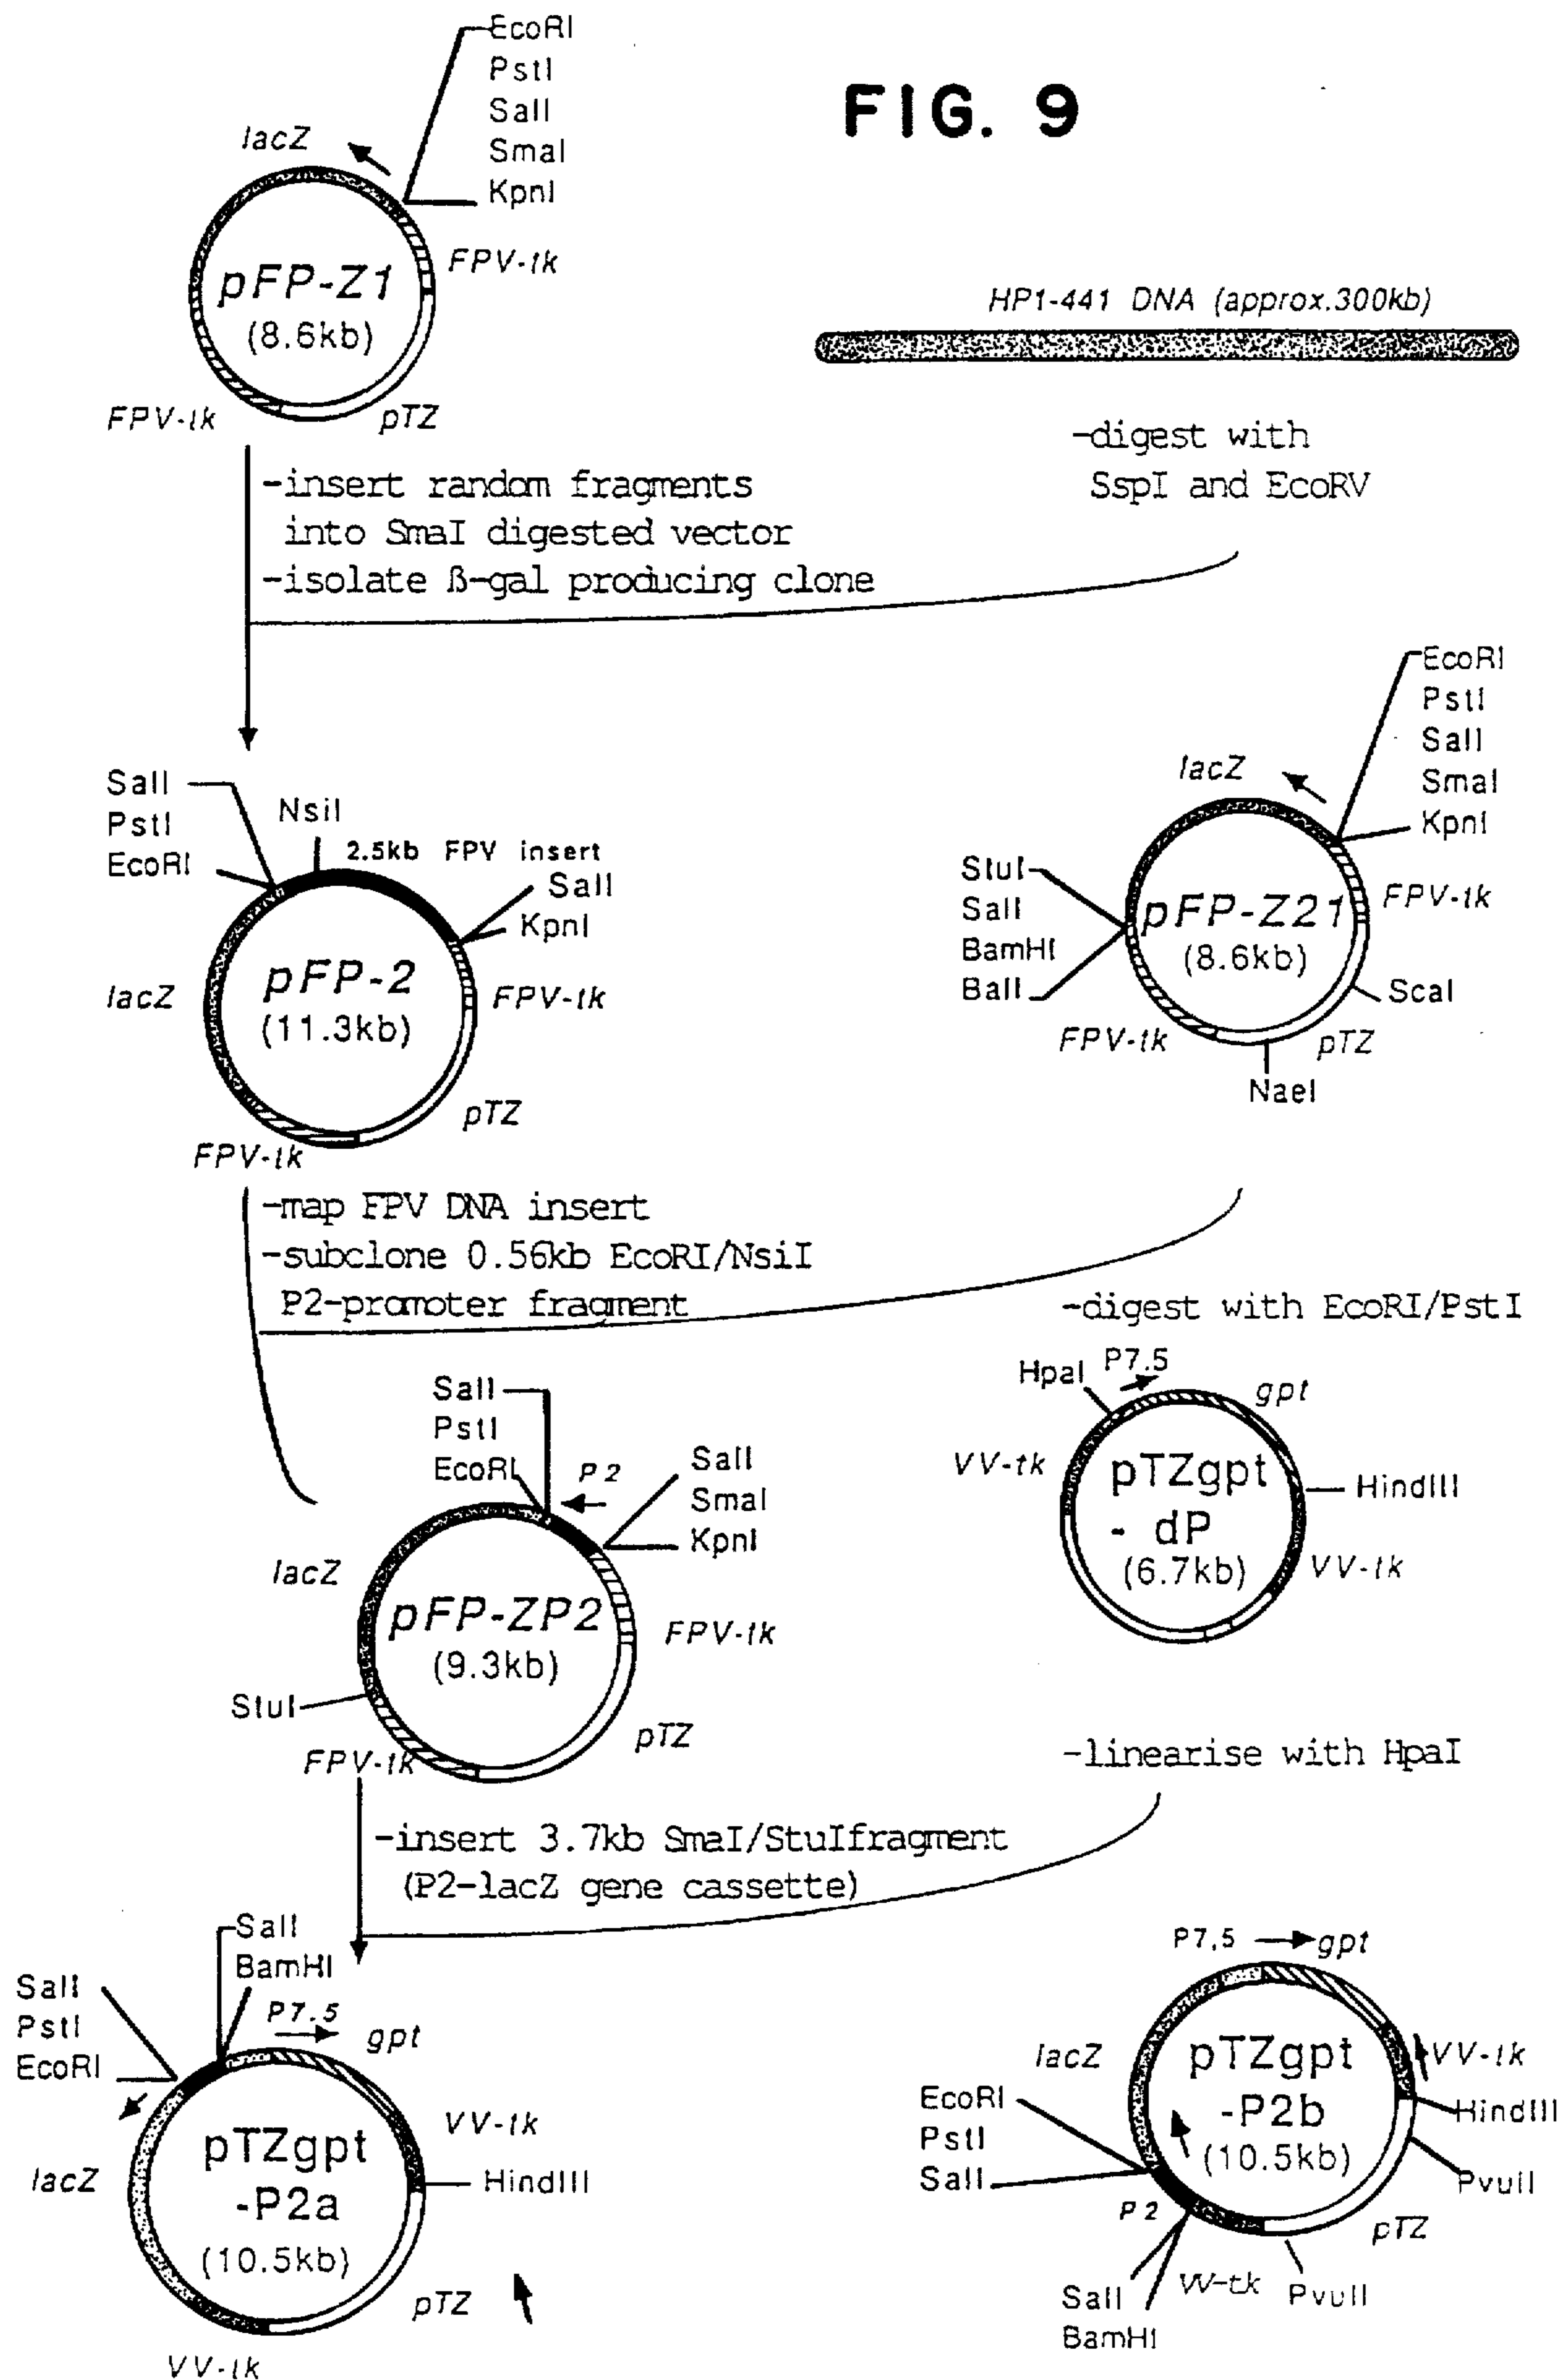 FIG. 9
EcoRI
PstI
SalI
SmaI
KpnI
lacZ
pFP-Z1
(8.6kb)
FPV-tk
FPV-tk
pTZ
HP1-441 DNA (approx.300kb)
-digest with
SspI and EcoRV
-insert random fragments
into SmaI digested vector
-isolate ß-gal producing clone
SalI
PstI
EcoRI
NsiI
2.5kb FPV insert
SalI
KpnI
lacZ
pFP-2
(11.3kb)
FPV-tk
pTZ
FPV-tk
EcoRI
PstI
SalI
SmaI
KpnI
lacZ
StuI
SalI
BamHI
BalI
pFP-Z21
(8.6kb)
FPV-tk
ScaI
FPV-tk
pTZ
NaeI
-map FPV DNA insert
-subclone 0.56kb EcoRI/NsiI
P2-promoter fragment
-digest with EcoRI/PstI
SalI
PstI
EcoRI
P2
SalI
SmaI
KpnI
lacZ
pFP-ZP2
(9.3kb)
FPV-tk
StuI
FPV-tk
pTZ
HpaI
P7.5
gpt
VV-tk
pTZgpt
- dP
(6.7kb)
HindIII
VV-tk
-linearise with HpaI
-insert 3.7kb SmaI/StuIfragment
(P2-lacZ gene cassette)
SalI
BamHI
SalI
PstI
EcoRI
P7.5
gpt
lacZ
pTZgpt
-P2a
(10.5kb)
VV-tk
HindIII
pTZ
VV-tk
P7,5
gpt
lacZ
pTZgpt
-P2b
(10.5kb)
VV-tk
HindIII
EcoRI
PstI
SalI
PvuII
P2
pTZ
VV-tk
PvuII
SalI
BamHI